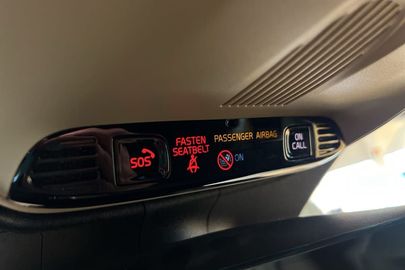 SOS
FASTEN
SEATBELT
PASSENGER AIRBAG
ON
ON
CALL